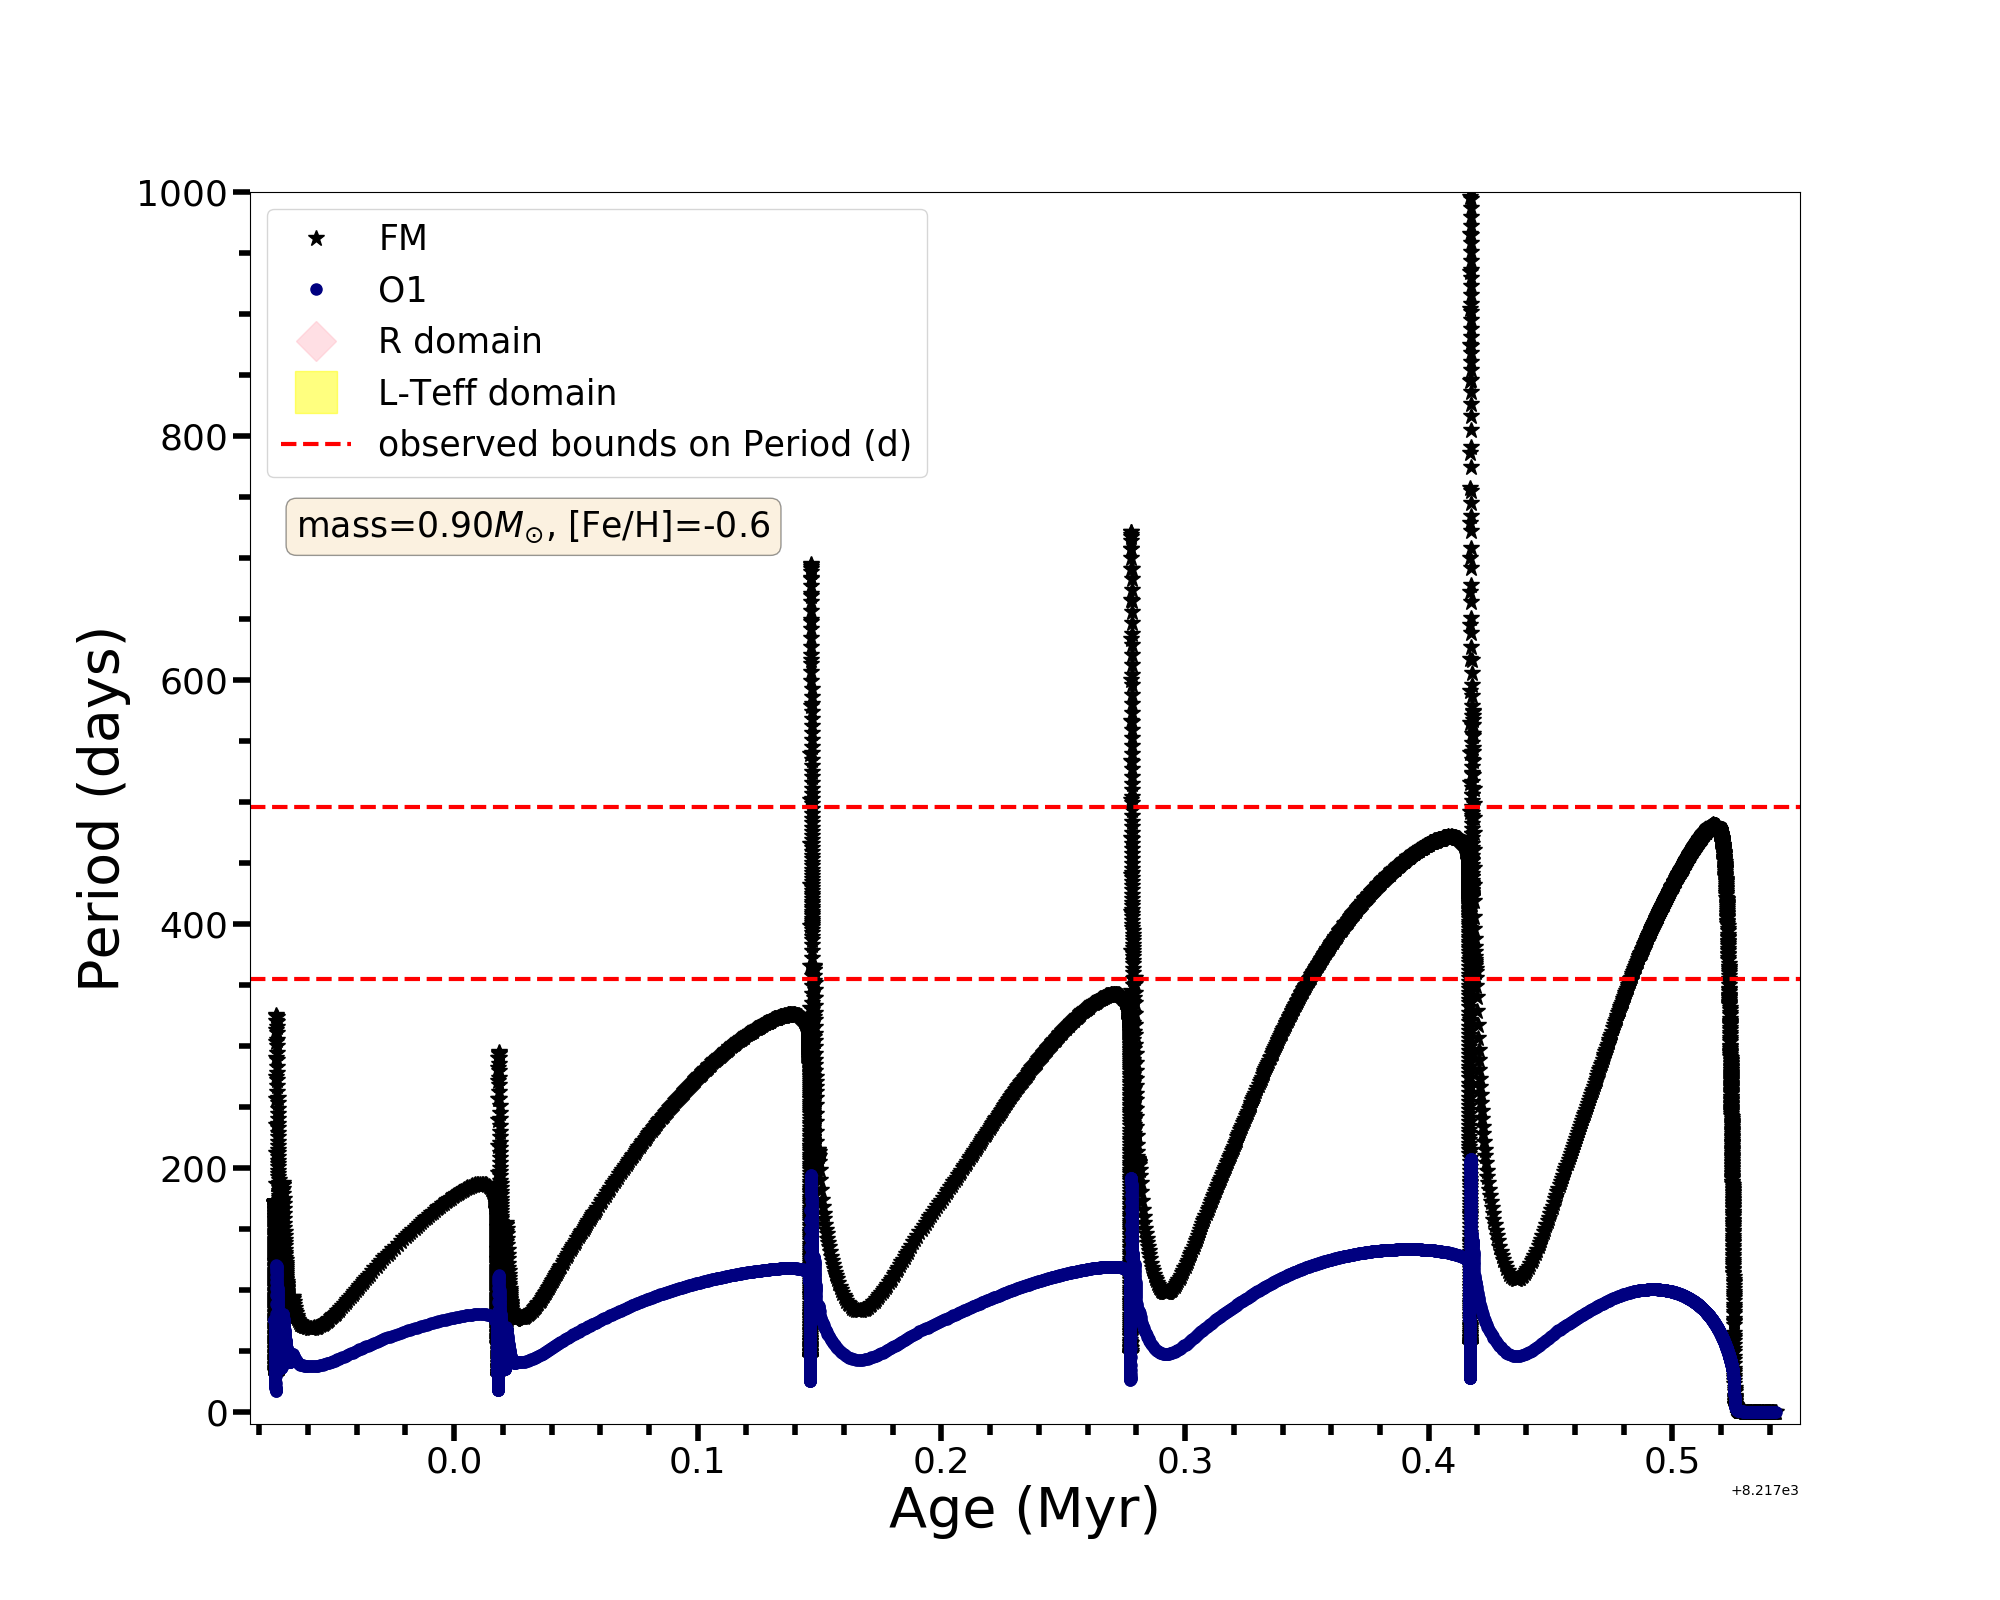 1000
800
600
400
200
0
Period (days)
FM
O1
R domain
L-Teff domain
observed bounds on Period (d)
mass=0.90M⊙, [Fe/H]=-0.6
0.0 0.1 0.2 0.3 0.4 0.5
+8.217e3
Age (Myr)